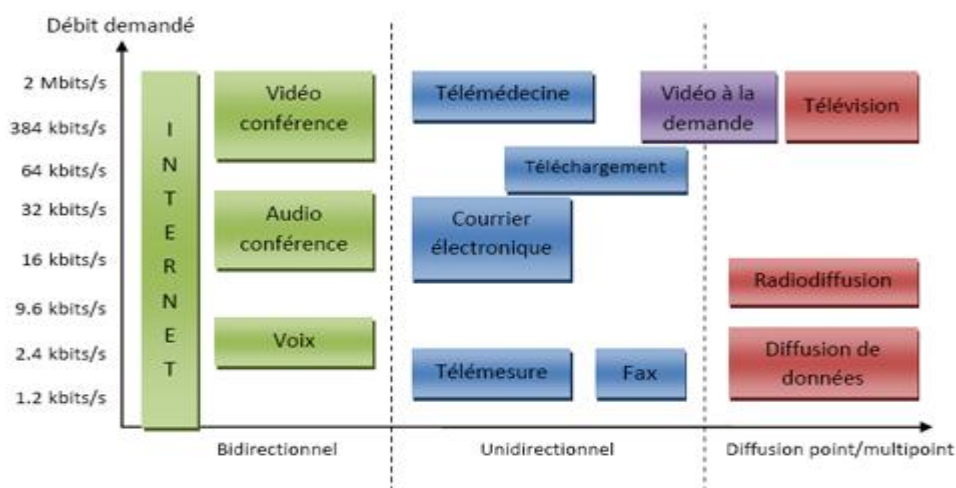 Débit demandé
2 Mbits/s
384 kbits/s
64 kbits/s
32 kbits/s
16 kbits/s
9.6 kbits/s
2.4 kbits/s
1.2 kbits/s
I
N
T
E
R
N
E
T
Vidéo
conférence
Audio
conférence
Voix
Télémédecine
Téléchargement
Courrier
électronique
Télémesure
Fax
Vidéo à la
demande
Télévision
Radiodiffusion
Diffusion de
données
Bidirectionnel
Unidirectionnel
Diffusion point/multipoint